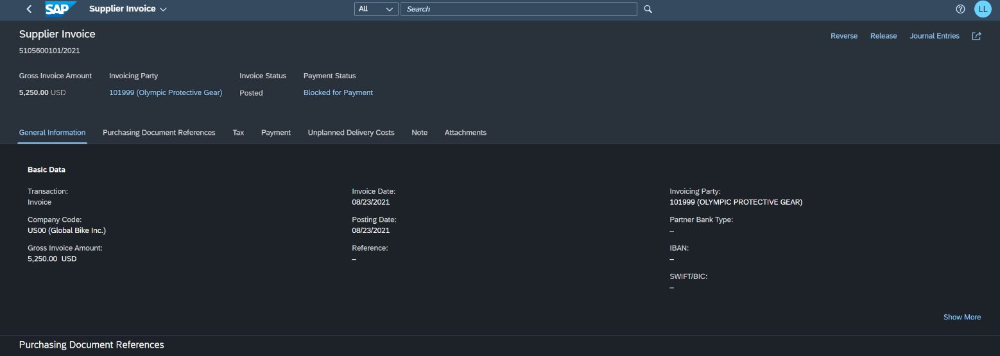 SAP Supplier Invoice All Search LL
Supplier Invoice
Reverse Release Journal Entries
5105600101/2021
Gross Invoice Amount Invoicing Party Invoice Status Payment Status
5,250.00 USD 101999 (Olympic Protective Gear) Posted Blocked for Payment
General Information Purchasing Document References Tax Payment Unplanned Delivery Costs Note Attachments
Basic Data
Transaction: Invoice Date: Invoicing Party:
Invoice 08/23/2021 101999 (OLYMPIC PROTECTIVE GEAR)
Company Code: Posting Date: Partner Bank Type:
US00 (Global Bike Inc.) 08/23/2021 –
Gross Invoice Amount: Reference: IBAN:
5,250.00 USD – –
SWIFT/BIC:
–
Show More
Purchasing Document References